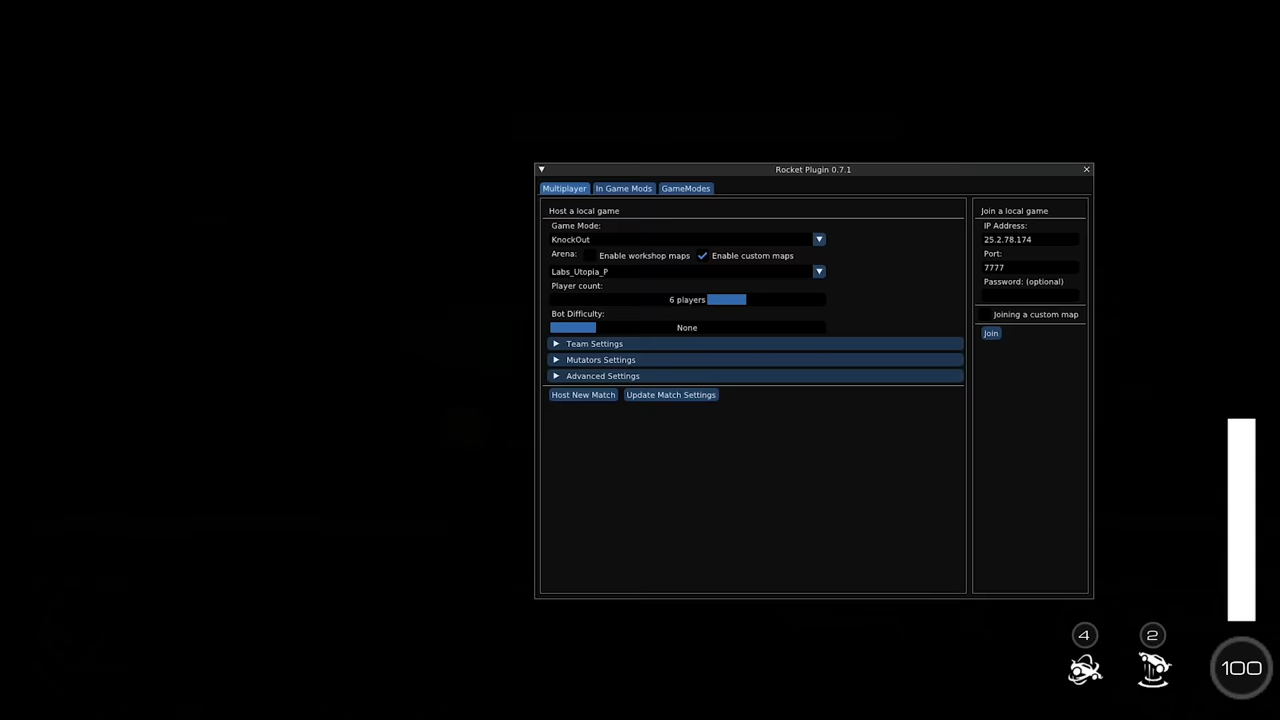 Rocket Plugin 0.7.1
Multiplayer In Game Mods GameModes
Host a local game
Game Mode:
KnockOut
Arena: Enable workshop maps Enable custom maps
Labs_Utopia_P
Player count:
6 players
Bot Difficulty:
None
Team Settings
Mutators Settings
Advanced Settings
Host New Match Update Match Settings
Join a local game
IP Address:
25.2.78.174
Port:
7777
Password: (optional)
Joining a custom map
Join
4 2
100